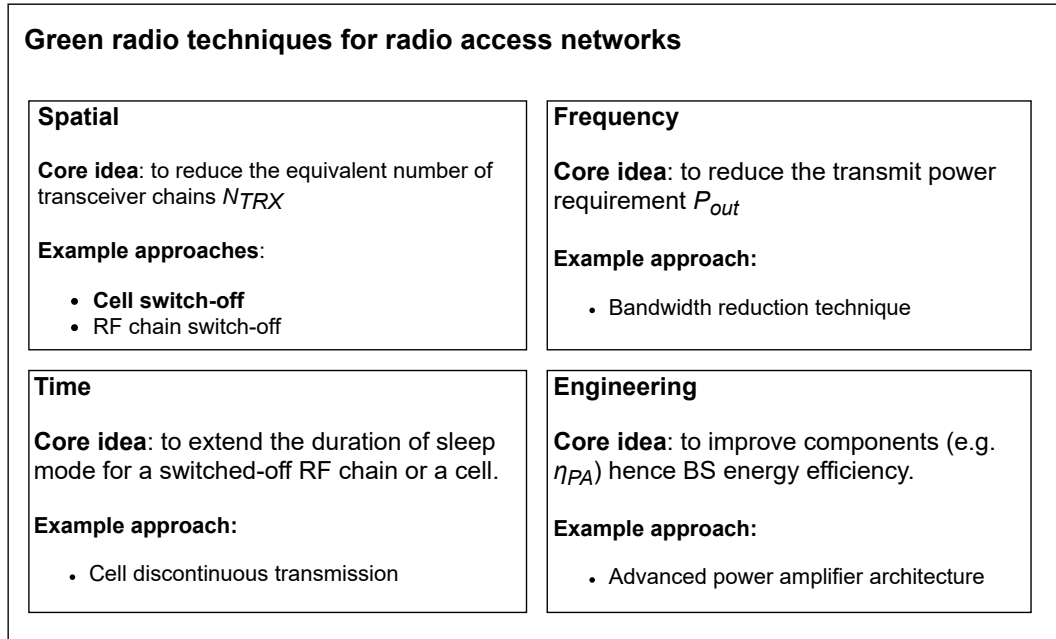 Green radio techniques for radio access networks
Spatial
Core idea: to reduce the equivalent number of
transceiver chains NTRX
Example approaches:
• Cell switch-off
• RF chain switch-off
Frequency
Core idea: to reduce the transmit power
requirement Pout
Example approach:
• Bandwidth reduction technique
Time
Core idea: to extend the duration of sleep
mode for a switched-off RF chain or a cell.
Example approach:
• Cell discontinuous transmission
Engineering
Core idea: to improve components (e.g.
ηPA) hence BS energy efficiency.
Example approach:
• Advanced power amplifier architecture